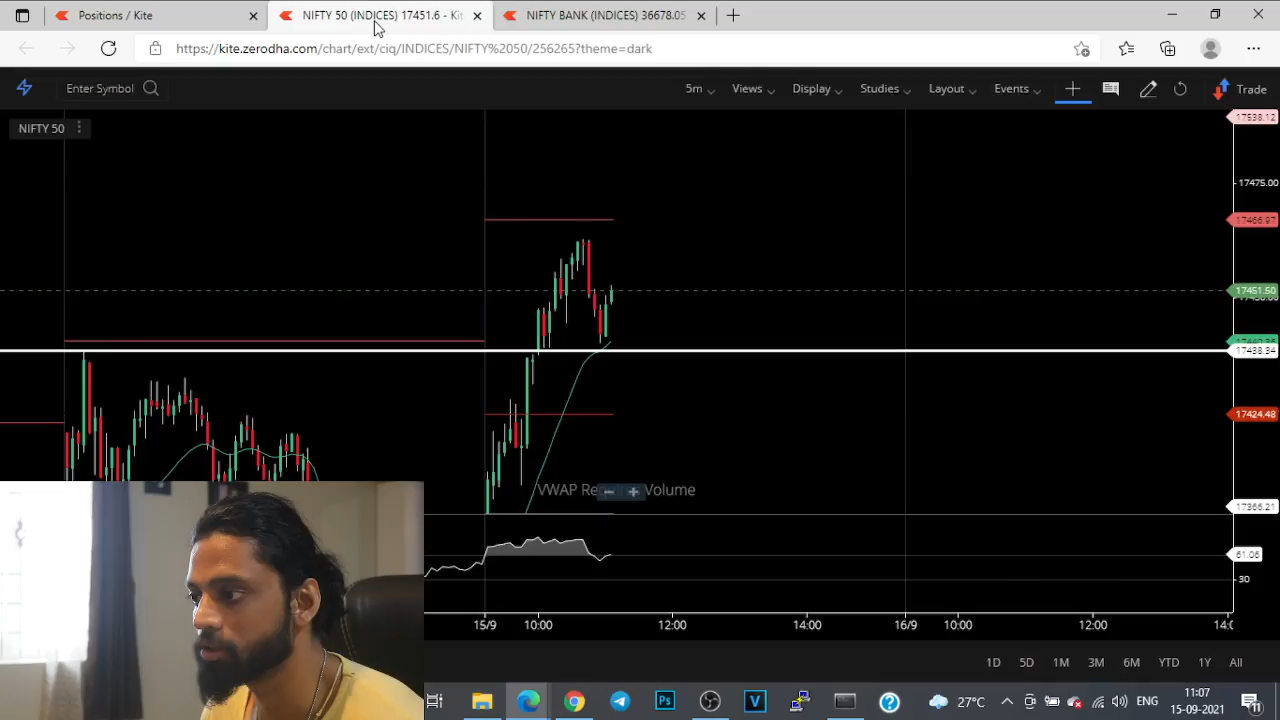 Positions / Kite
NIFTY 50 (INDICES) 17451.6 - Kit
NIFTY BANK (INDICES) 36678.05
https://kite.zerodha.com/chart/ext/ciq/INDICES/NIFTY%2050/256265?theme=dark
Enter Symbol
5m
Views
Display
Studies
Layout
Events
Trade
NIFTY 50
17538.12
17475.00
17466.97
17451.50
17438.34
17424.48
VWAP Volume
17366.21
61.06
30
15/9
10:00
12:00
14:00
16/9
10:00
12:00
1D
5D
1M
3M
6M
YTD
1Y
All
Ps
V
27°C
ENG
11:07
15-09-2021
11